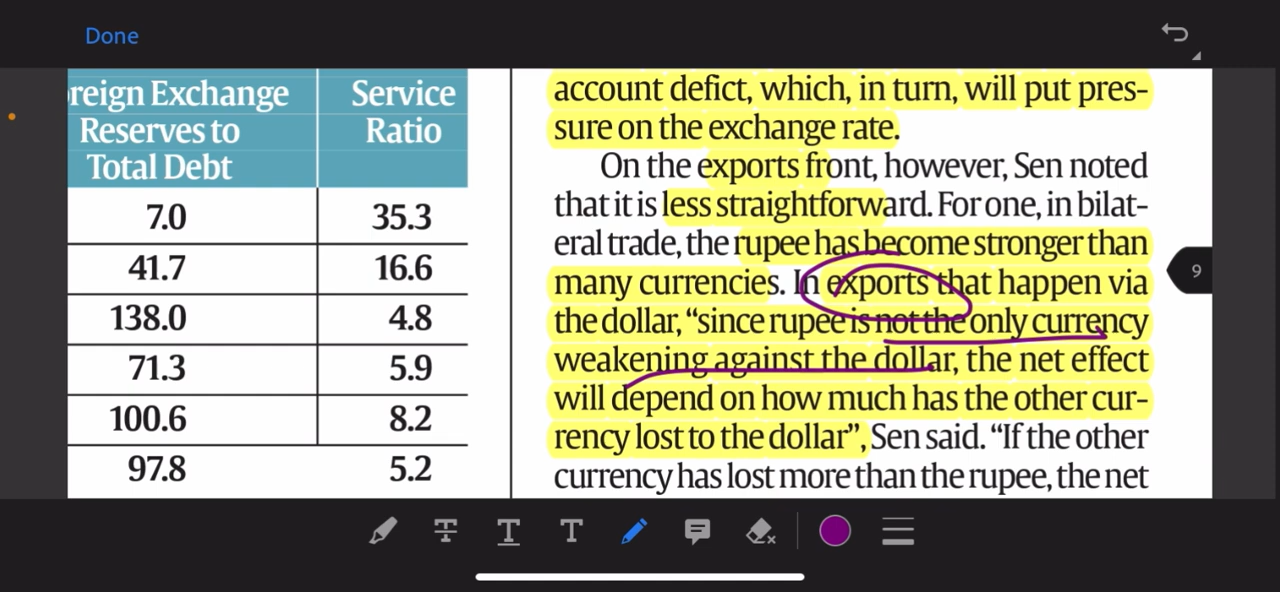 Done
reign Exchange
Reserves to
Total Debt
Service
Ratio
7.0 35.3
41.7 16.6
138.0 4.8
71.3 5.9
100.6 8.2
97.8 5.2
account defict, which, in turn, will put pres-
sure on the exchange rate.
On the exports front, however, Sen noted
that it is less straightforward. For one, in bilat-
eral trade, the rupee has become stronger than
many currencies. In exports that happen via
the dollar, “since rupee is not the only currency
weakening against the dollar, the net effect
will depend on how much has the other cur-
rency lost to the dollar”, Sen said. “If the other
currency has lost more than the rupee, the net
9
T
T
T